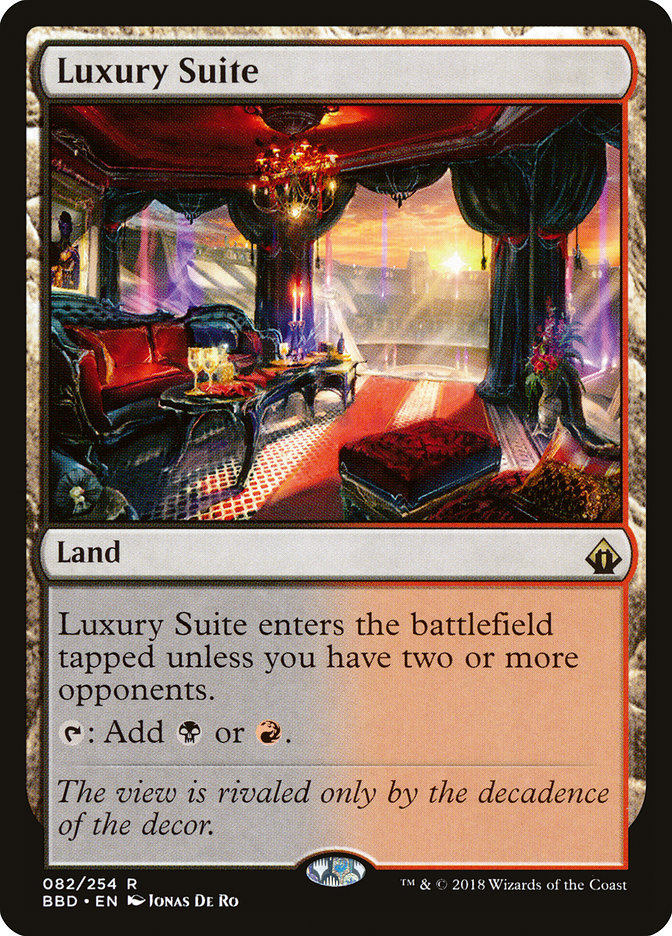 Luxury Suite
Land
Luxury Suite enters the battlefield
tapped unless you have two or more
opponents.
: Add or .
The view is rivaled only by the decadence
of the decor.
082/254 R
BBD • EN Jonas De Ro
™ & © 2018 Wizards of the Coast